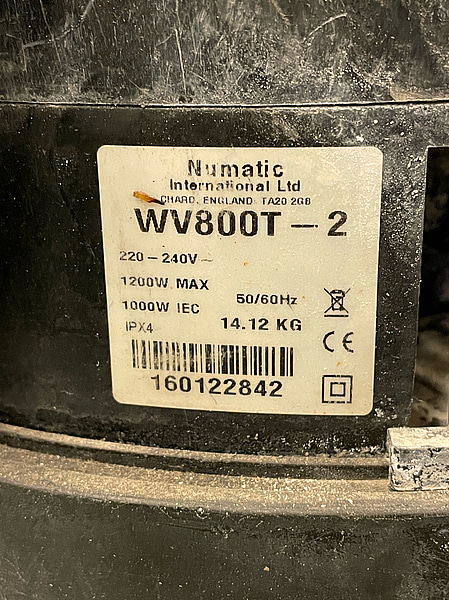 Numatic
International Ltd
CHARD, ENGLAND TA20 2GB
WV800T - 2
220 - 240V ~
1200W MAX
1000W IEC 50/60Hz
IPX4 14.12 KG
CE
160122842